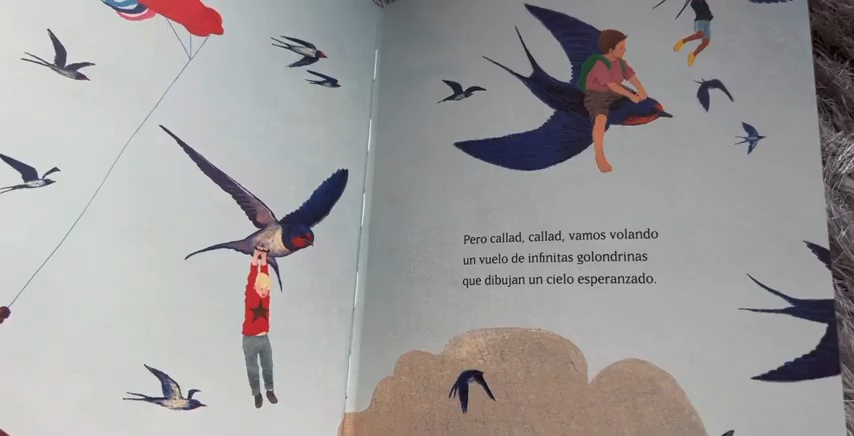 Pero callad, callad, vamos volando
un vuelo de infinitas golondrinas
que dibujan un cielo esperanzado.